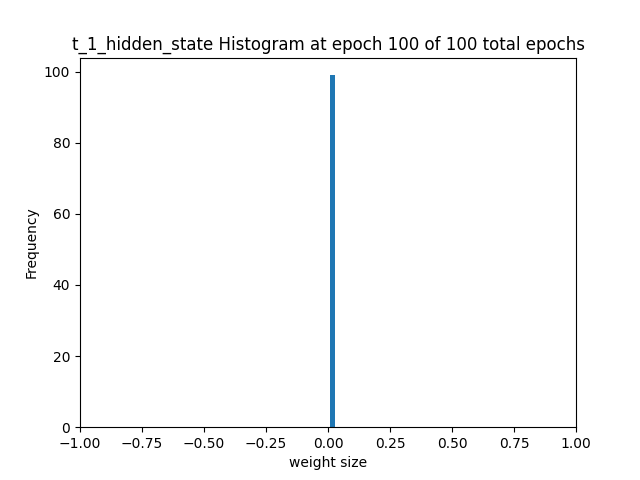 t_1_hidden_state Histogram at epoch 100 of 100 total epochs
100
80
60
40
20
0
Frequency
−1.00 −0.75 −0.50 −0.25 0.00 0.25 0.50 0.75 1.00
weight size